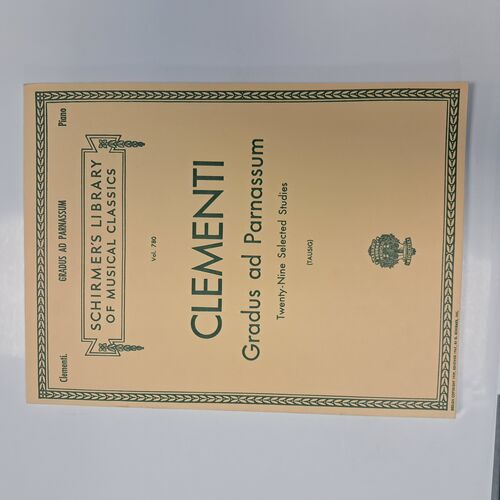 Clementi. GRADUS AD PARNASSUM Piano
SCHIRMER'S LIBRARY
OF MUSICAL CLASSICS
Vol. 780
CLEMENTI
Gradus ad Parnassum
Twenty-Nine Selected Studies
(TAUSIG)